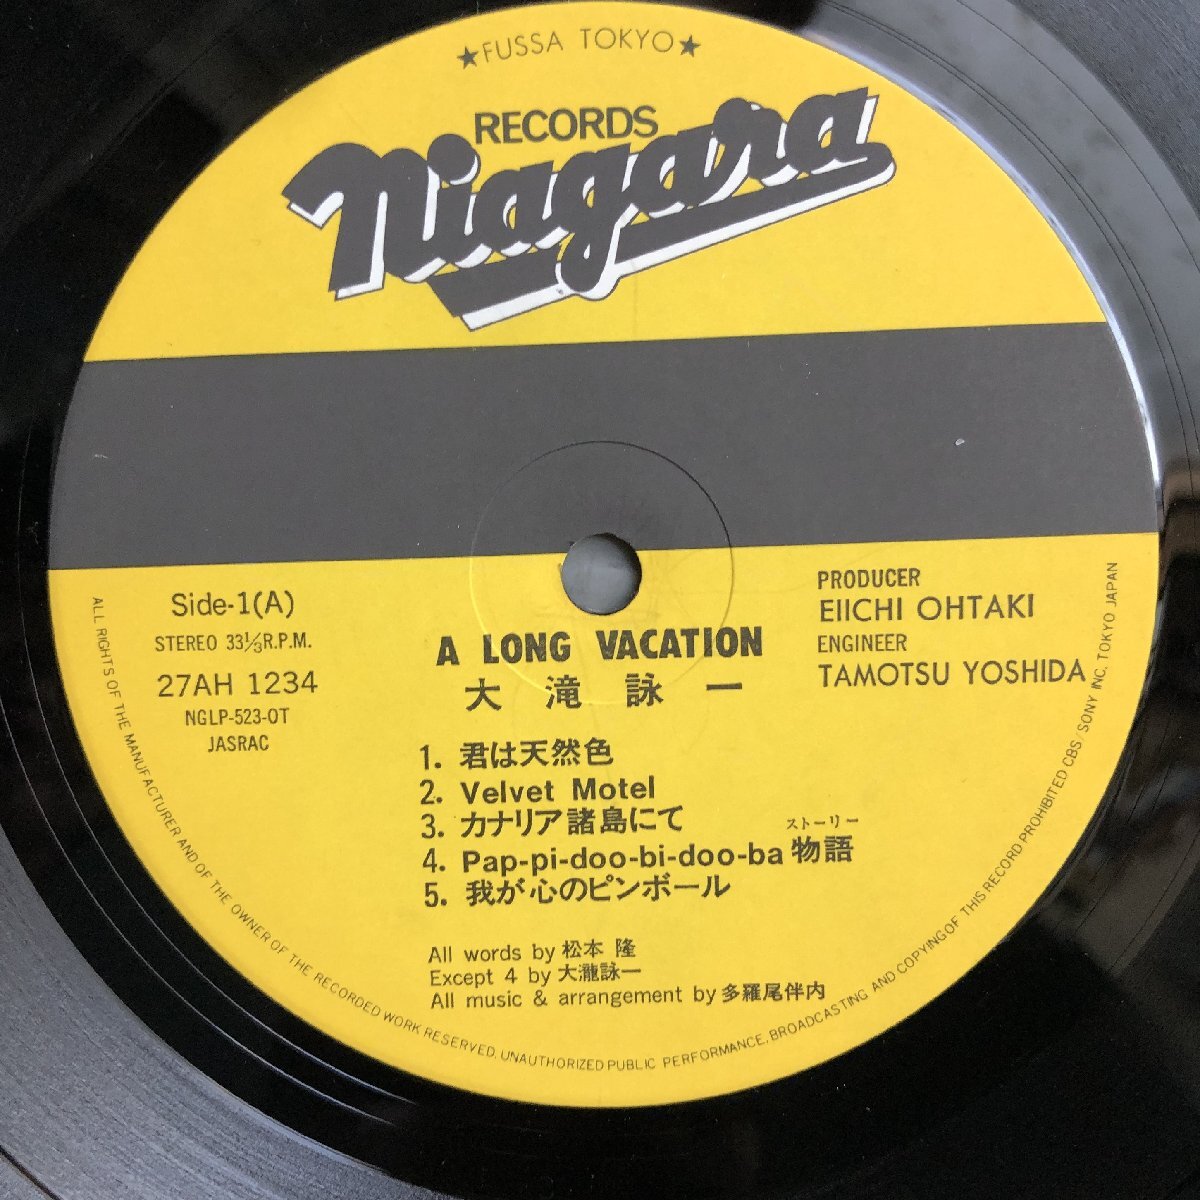 ★FUSSA TOKYO★
RECORDS
Niagara
Side-1(A)
STEREO 33⅓R.P.M.
27AH 1234
NGLP-523-OT
JASRAC
PRODUCER
EIICHI OHTAKI
ENGINEER
TAMOTSU YOSHIDA
A LONG VACATION
大滝詠一
1. 君は天然色
2. Velvet Motel
3. カナリア諸島にて
ストーリー
4. Pap-pi-doo-bi-doo-ba 物語
5. 我が心のピンボール
All words by 松本 隆
Except 4 by 大瀧詠一
All music & arrangement by 多羅尾伴内
ALL RIGHTS OF THE MANUFACTURER AND OF THE OWNER OF THE RECORDED WORK RESERVED. UNAUTHORIZED PUBLIC PERFORMANCE, BROADCASTING AND COPYING OF THIS RECORD PROHIBITED CBS/SONY INC. TOKYO JAPAN